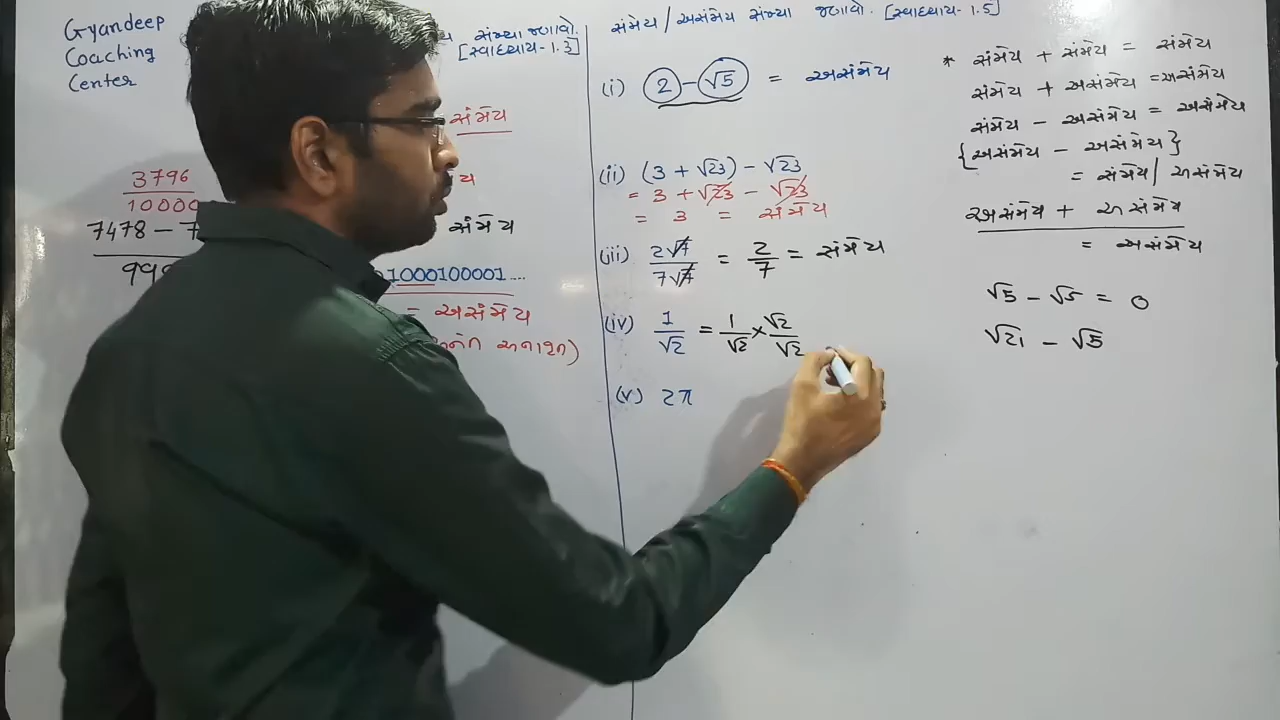 Gyandeep
Coaching
Center
સંખ્યા જણાવો.
[સ્વાધ્યાય-1.3]
સંમેય
3796
10000
7478 - 7
સંમેય
1000100001....
= અસંમેય
સંમેય/અસંમેય સંખ્યા જણાવો. [સ્વાધ્યાય-1.5]
(i) 2 - √5 = અસંમેય
(ii) (3 + √23) - √23
= 3 + √23 - √23
= 3 = સંમેય
(iii) 2√7/7√7 = 2/7 = સંમેય
(iv) 1/√2 = 1/√2 × √2/√2
(v) 2π
* સંમેય + સંમેય = સંમેય
સંમેય + અસંમેય = અસંમેય
સંમેય - અસંમેય = અસંમેય
{અસંમેય - અસંમેય}
= સંમેય/અસંમેય
અસંમેય + અસંમેય
= અસંમેય
√5 - √5 = 0
√21 - √5